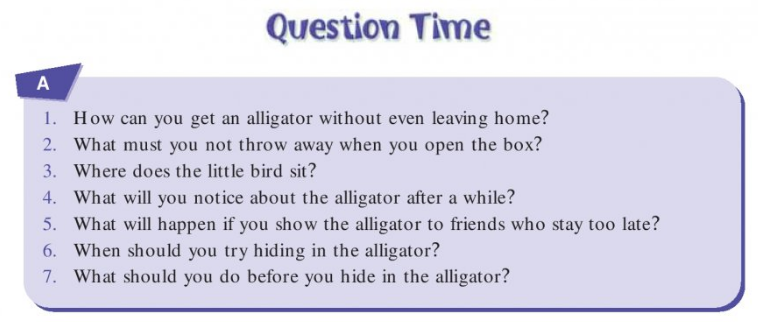 Question Time
A
1. How can you get an alligator without even leaving home?
2. What must you not throw away when you open the box?
3. Where does the little bird sit?
4. What will you notice about the alligator after a while?
5. What will happen if you show the alligator to friends who stay too late?
6. When should you try hiding in the alligator?
7. What should you do before you hide in the alligator?